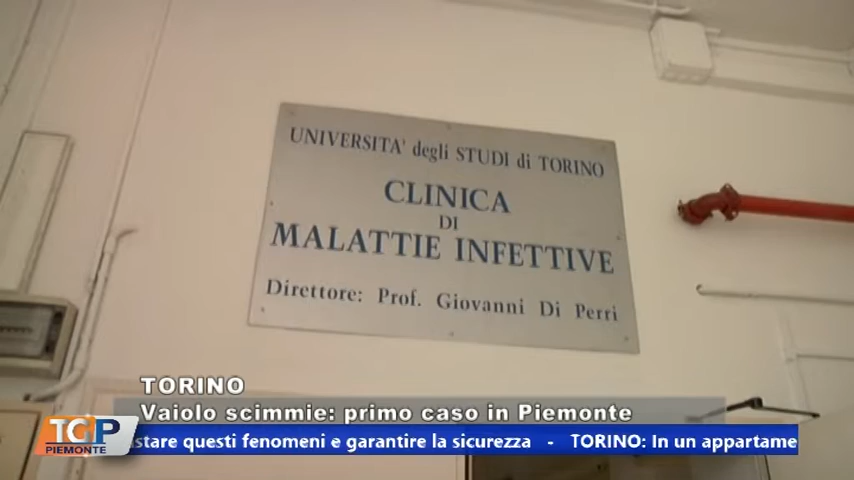 UNIVERSITA' degli STUDI di TORINO
CLINICA
DI
MALATTIE INFETTIVE
Direttore: Prof. Giovanni Di Perri
TORINO
Vaiolo scimmie: primo caso in Piemonte
TGP
PIEMONTE
stare questi fenomeni e garantire la sicurezza - TORINO: In un appartame